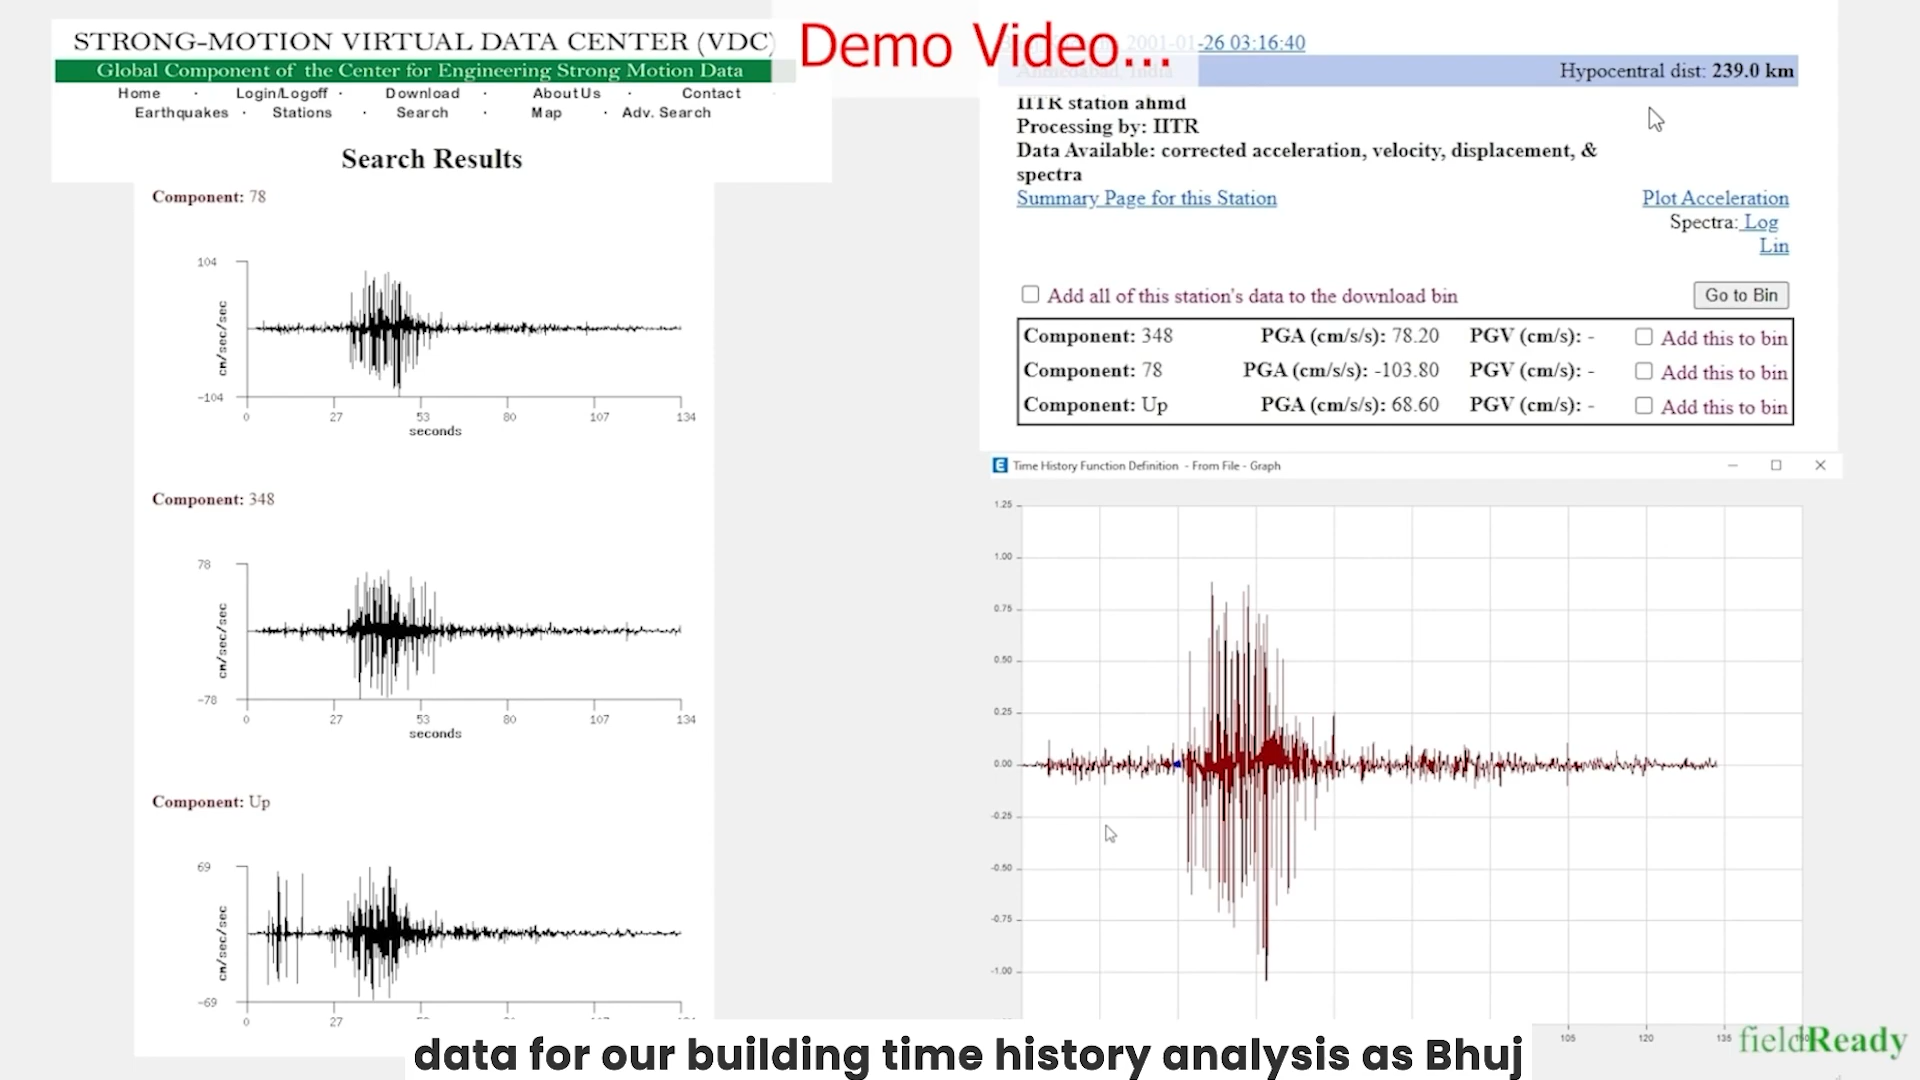 STRONG-MOTION VIRTUAL DATA CENTER (VDC)
Global Component of the Center for Engineering Strong Motion Data
Home · Login/Logoff · Download · About Us · Contact
Earthquakes · Stations · Search · Map · Adv. Search
Search Results
Component: 78
104
cm/sec/sec
-104
0 27 53 80 107 134
seconds
Component: 348
78
cm/sec/sec
-78
0 27 53 80 107 134
seconds
Component: Up
69
cm/sec/sec
-69
0 27
Demo Video...
2001-01-26 03:16:40
Hypocentral dist: 239.0 km
IITR station ahmd
Processing by: IITR
Data Available: corrected acceleration, velocity, displacement, &
spectra
Summary Page for this Station
Plot Acceleration
Spectra: Log
Lin
Add all of this station's data to the download bin
Go to Bin
Component: 348 PGA (cm/s/s): 78.20 PGV (cm/s): - Add this to bin
Component: 78 PGA (cm/s/s): -103.80 PGV (cm/s): - Add this to bin
Component: Up PGA (cm/s/s): 68.60 PGV (cm/s): - Add this to bin
E Time History Function Definition - From File - Graph
1.25
1.00
0.75
0.50
0.25
0.00
-0.25
-0.50
-0.75
-1.00
105 120 135
fieldReady
data for our building time history analysis as Bhuj